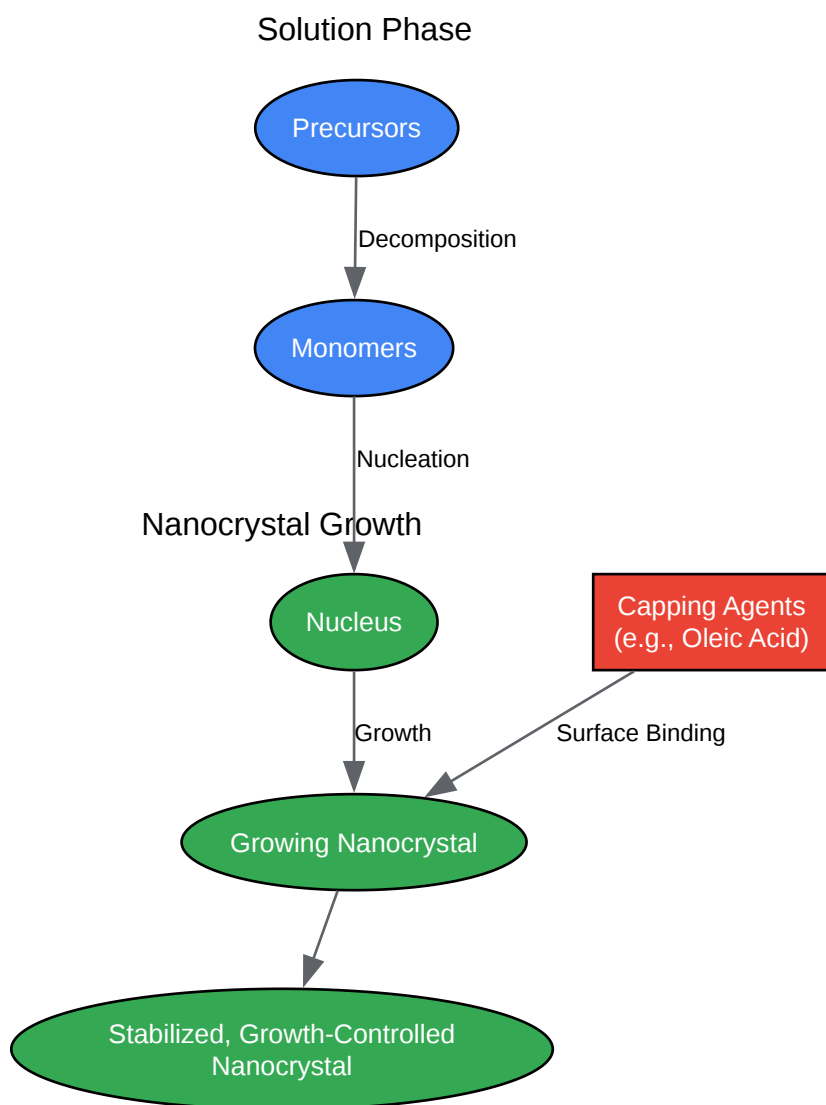 Solution Phase
Precursors
Decomposition
Monomers
Nucleation
Nanocrystal Growth
Nucleus
Capping Agents
(e.g., Oleic Acid)
Growth
Surface Binding
Growing Nanocrystal
Stabilized, Growth-Controlled
Nanocrystal